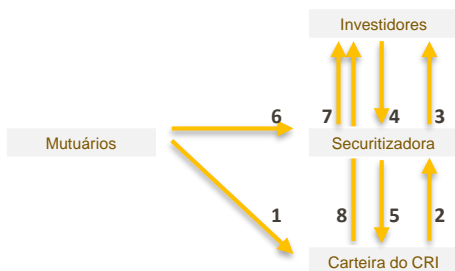 Investidores
6 7 4 3
Mutuários Securitizadora
1 8 5 2
Carteira do CRI